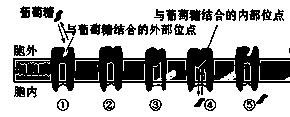 葡萄糖
与葡萄糖结合的内部位点
与葡萄糖结合的外部位点
胞外
胞内
① ② ③ ④ ⑤